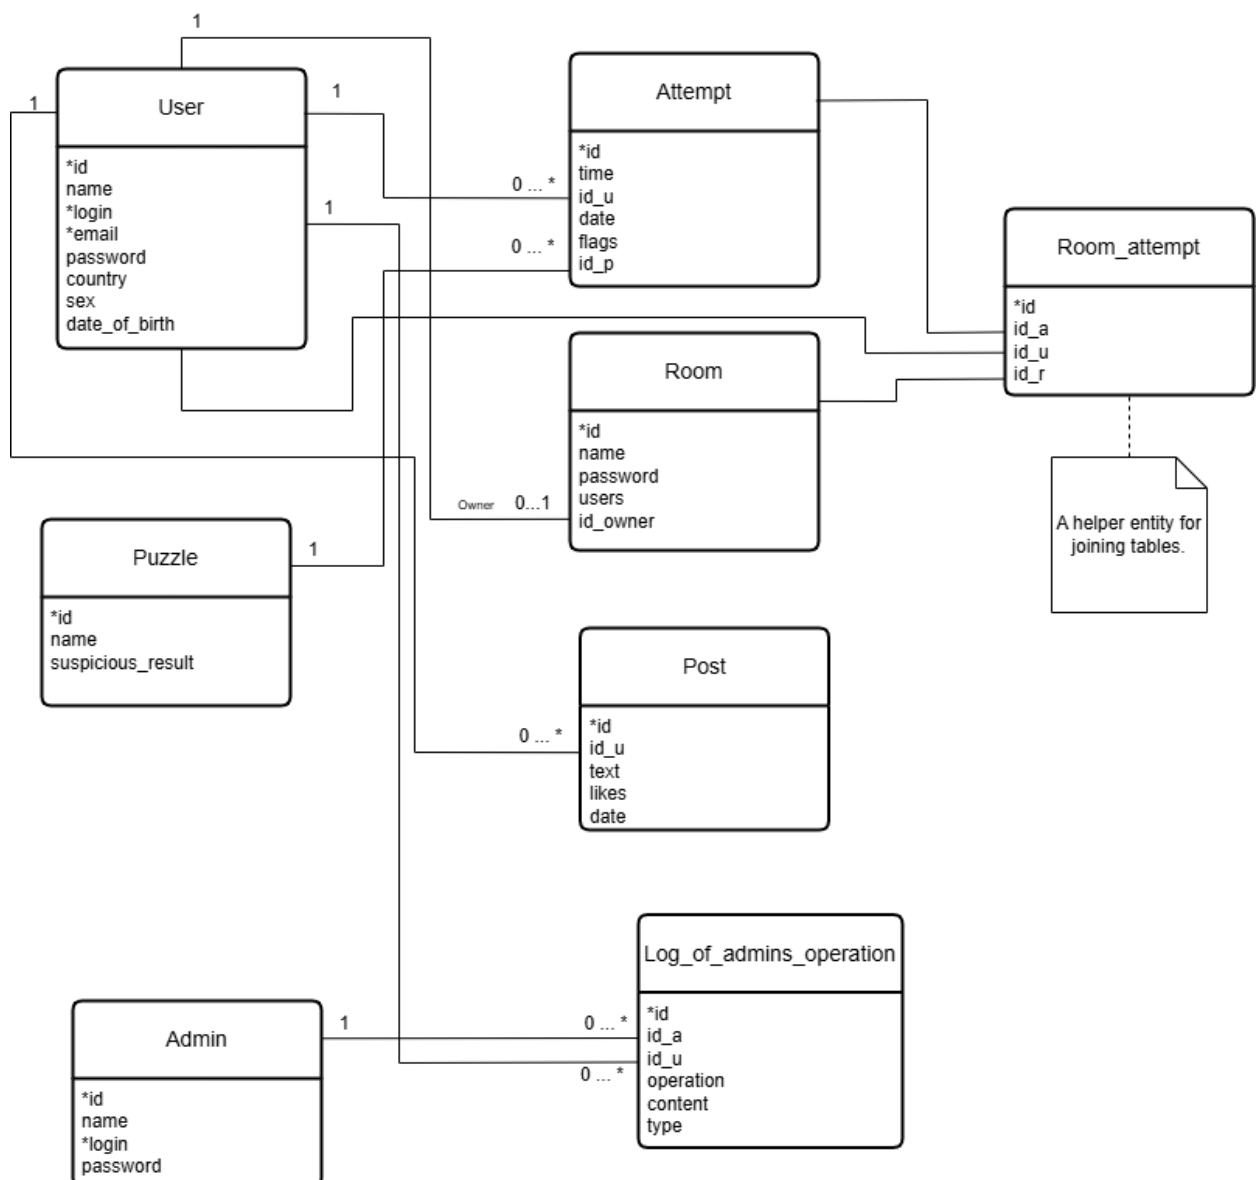 1
1
User
*id
name
*login
*email
password
country
sex
date_of_birth
1
1
Attempt
*id
time
id_u
date
flags
id_p
0 ... *
0 ... *
Room_attempt
*id
id_a
id_u
id_r
A helper entity for
joining tables.
Room
*id
name
password
users
id_owner
Owner
0...1
Puzzle
*id
name
suspicious_result
1
Post
*id
id_u
text
likes
date
0 ... *
Log_of_admins_operation
*id
id_a
id_u
operation
content
type
0 ... *
0 ... *
Admin
*id
name
*login
password
1